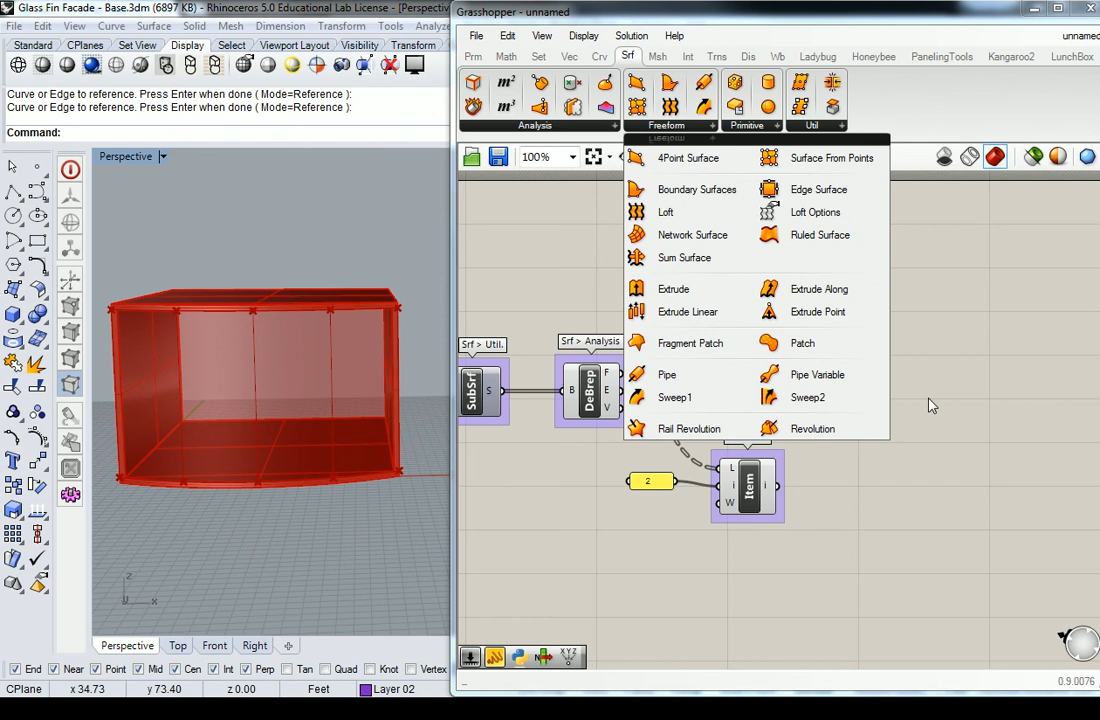 Glass Fin Facade - Base.3dm (6897 KB) - Rhinoceros 5.0 Educational Lab License - [Perspectiv
File Edit View Curve Surface Solid Mesh Dimension Transform Tools Analyz
Standard CPlanes Set View Display Select Viewport Layout Visibility Transform
Curve or Edge to reference. Press Enter when done ( Mode=Reference ):
Curve or Edge to reference. Press Enter when done ( Mode=Reference ):
Command:
Perspective
z
y x
Perspective Top Front Right
End Near Point Mid Cen Int Perp Tan Quad Knot Vertex
CPlane x 34.73 y 73.40 z 0.00 Feet Layer 02
Grasshopper - unnamed
File Edit View Display Solution Help unnamed
Prm Math Set Vec Crv Srf Msh Int Trns Dis Wb Ladybug Honeybee PanelingTools Kangaroo2 LunchBox
m² m³
Analysis Freeform Primitive Util
100%
Freeform
4Point Surface Surface From Points
Boundary Surfaces Edge Surface
Loft Loft Options
Network Surface Ruled Surface
Sum Surface
Extrude Extrude Along
Extrude Linear Extrude Point
Fragment Patch Patch
Pipe Pipe Variable
Sweep1 Sweep2
Rail Revolution Revolution
Srf > Util. Srf > Analysis
SubSrf S B DeBrep F E V
2 L i W Item i
XYZ
0.9.0076